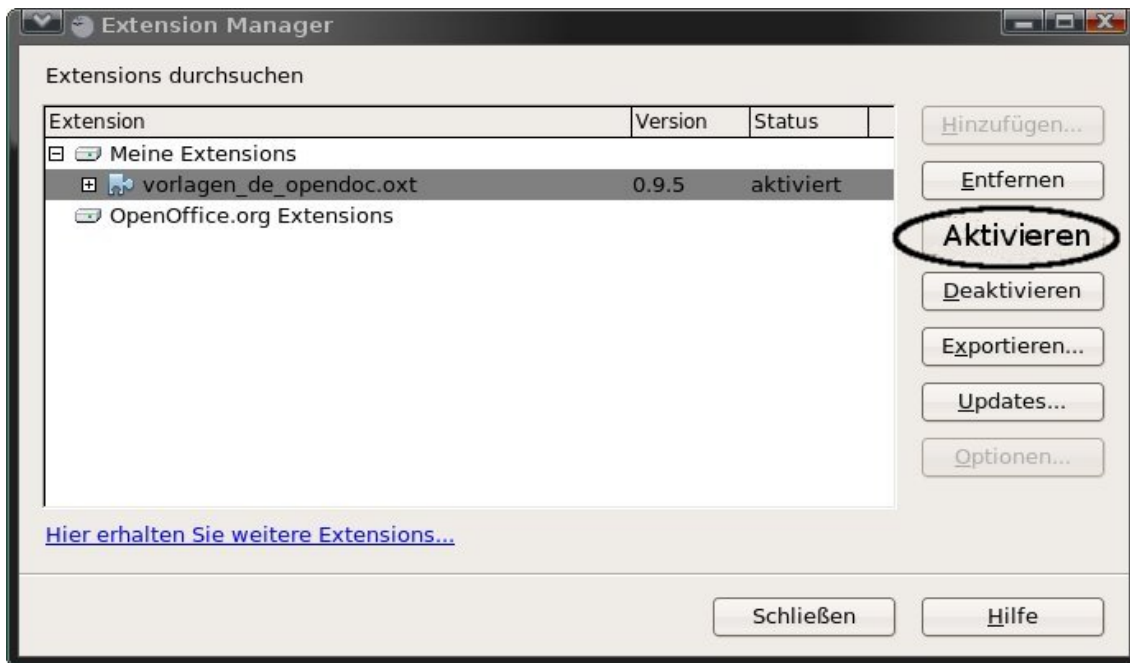 Extension Manager
Extensions durchsuchen
Extension Version Status
Meine Extensions
vorlagen_de_opendoc.oxt 0.9.5 aktiviert
OpenOffice.org Extensions
Hinzufügen...
Entfernen
Aktivieren
Deaktivieren
Exportieren...
Updates...
Optionen...
Hier erhalten Sie weitere Extensions...
Schließen
Hilfe